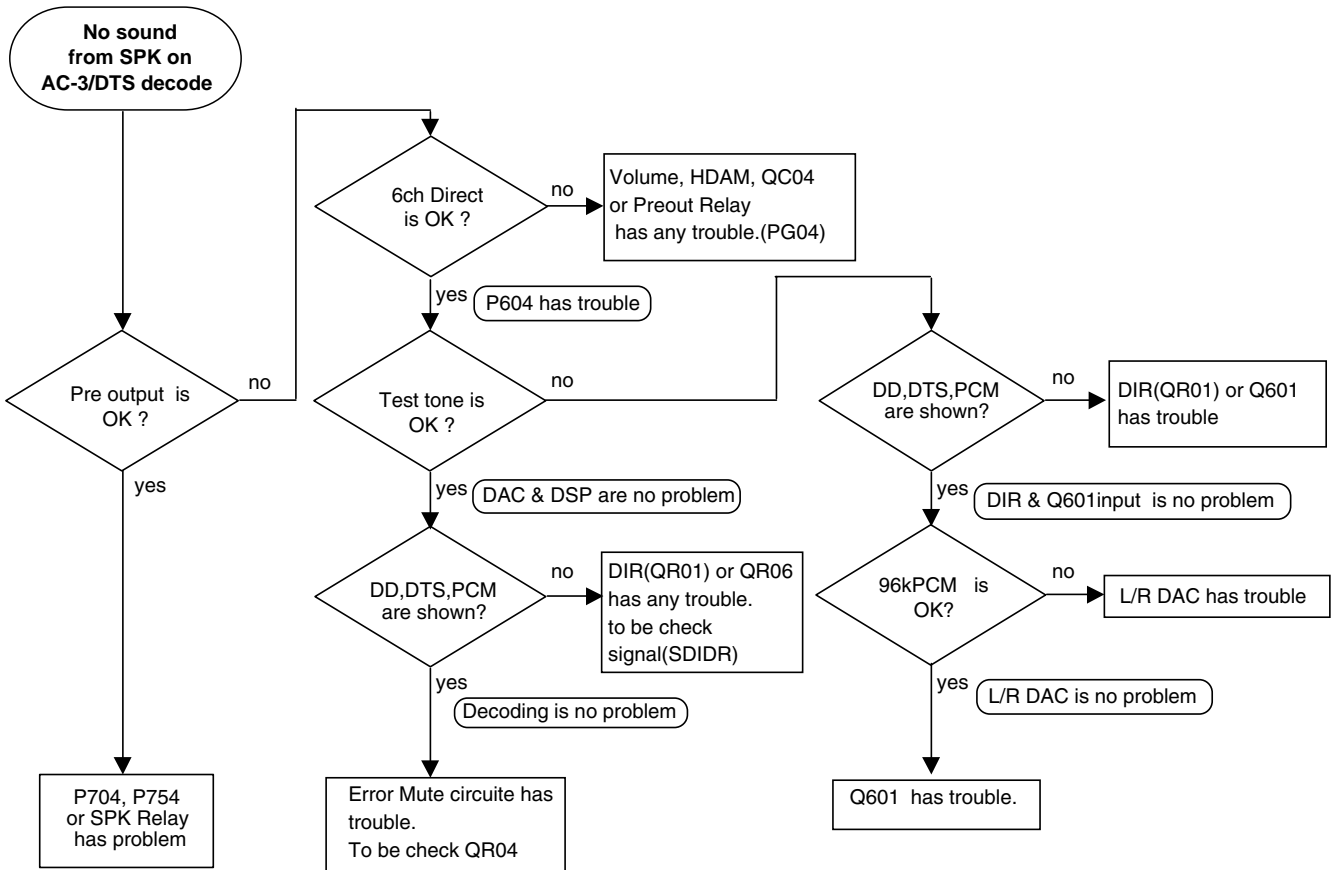 No sound
from SPK on
AC-3/DTS decode
Pre output is
OK ?
no
yes
P704, P754
or SPK Relay
has problem
6ch Direct
is OK ?
no
Volume, HDAM, QC04
or Preout Relay
has any trouble.(PG04)
yes
P604 has trouble
Test tone is
OK ?
no
yes
DAC & DSP are no problem
DD,DTS,PCM
are shown?
no
DIR(QR01) or QR06
has any trouble.
to be check
signal(SDIDR)
yes
Decoding is no problem
Error Mute circuite has
trouble.
To be check QR04
DD,DTS,PCM
are shown?
no
DIR(QR01) or Q601
has trouble
yes
DIR & Q601input is no problem
96kPCM is
OK?
no
L/R DAC has trouble
yes
L/R DAC is no problem
Q601 has trouble.